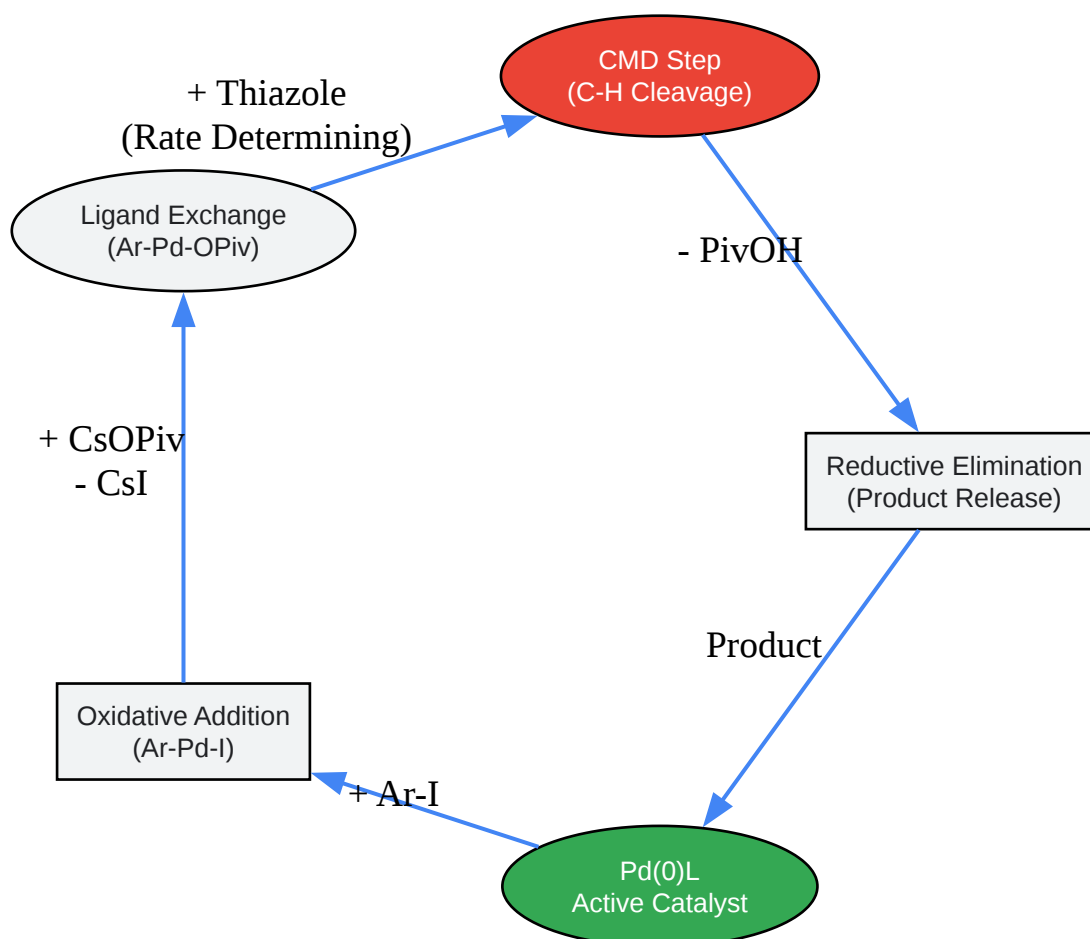 CMD Step
(C-H Cleavage)
+ Thiazole
(Rate Determining)
Ligand Exchange
(Ar-Pd-OPiv)
- PivOH
+ CsOPiv
- CsI
Reductive Elimination
(Product Release)
Product
Oxidative Addition
(Ar-Pd-I)
+ Ar-I
Pd(0)L
Active Catalyst